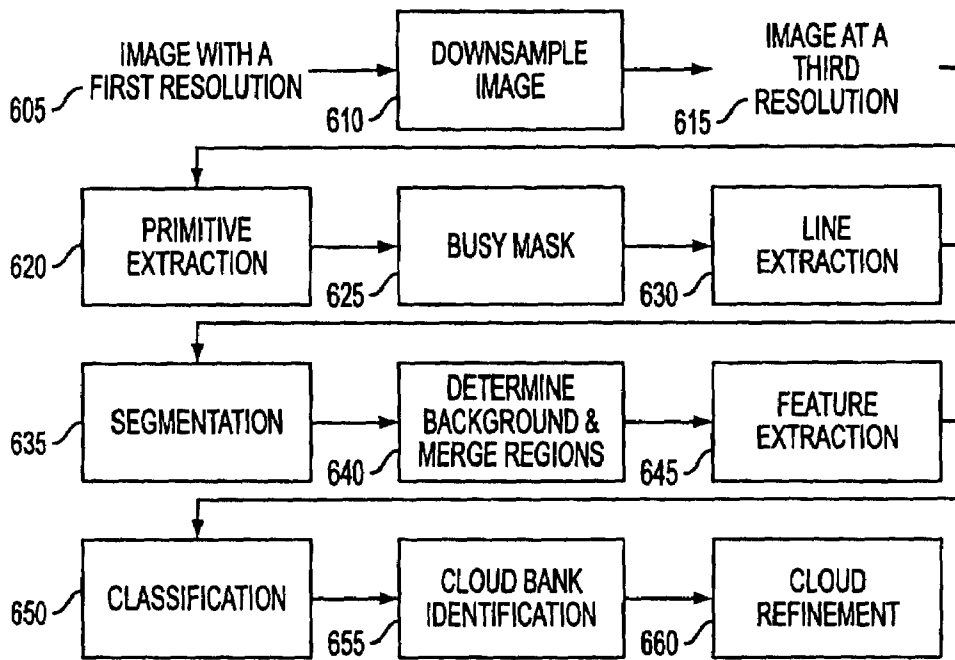 IMAGE WITH A
FIRST RESOLUTION
605
DOWNSAMPLE
IMAGE
610
IMAGE AT A
THIRD
RESOLUTION
615
PRIMITIVE
EXTRACTION
620
BUSY MASK
625
LINE
EXTRACTION
630
SEGMENTATION
635
DETERMINE
BACKGROUND &
MERGE REGIONS
640
FEATURE
EXTRACTION
645
CLASSIFICATION
650
CLOUD BANK
IDENTIFICATION
655
CLOUD
REFINEMENT
660